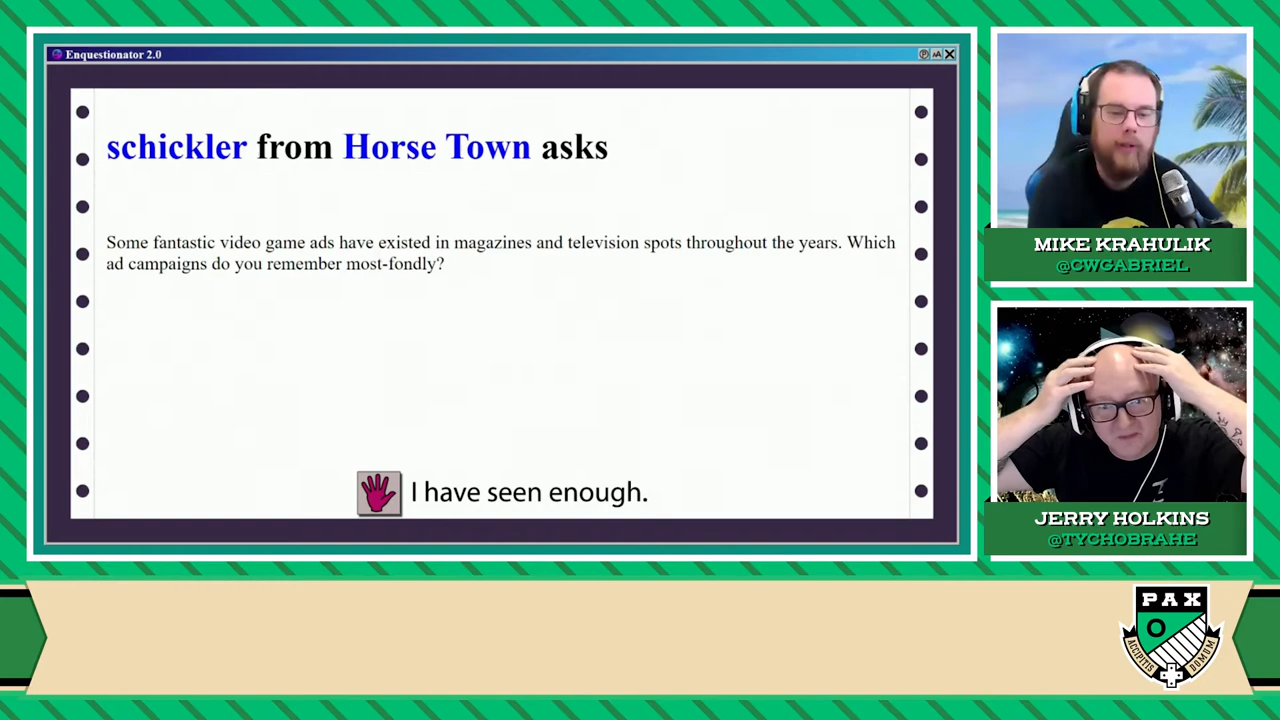 Enquestionator 2.0
schickler from Horse Town asks
Some fantastic video game ads have existed in magazines and television spots throughout the years. Which
ad campaigns do you remember most-fondly?
I have seen enough.
MIKE KRAHULIK
@CWGABRIEL
JERRY HOLKINS
@TYCHOBRAHE
PAX
ACCIPITIS
DOMUM